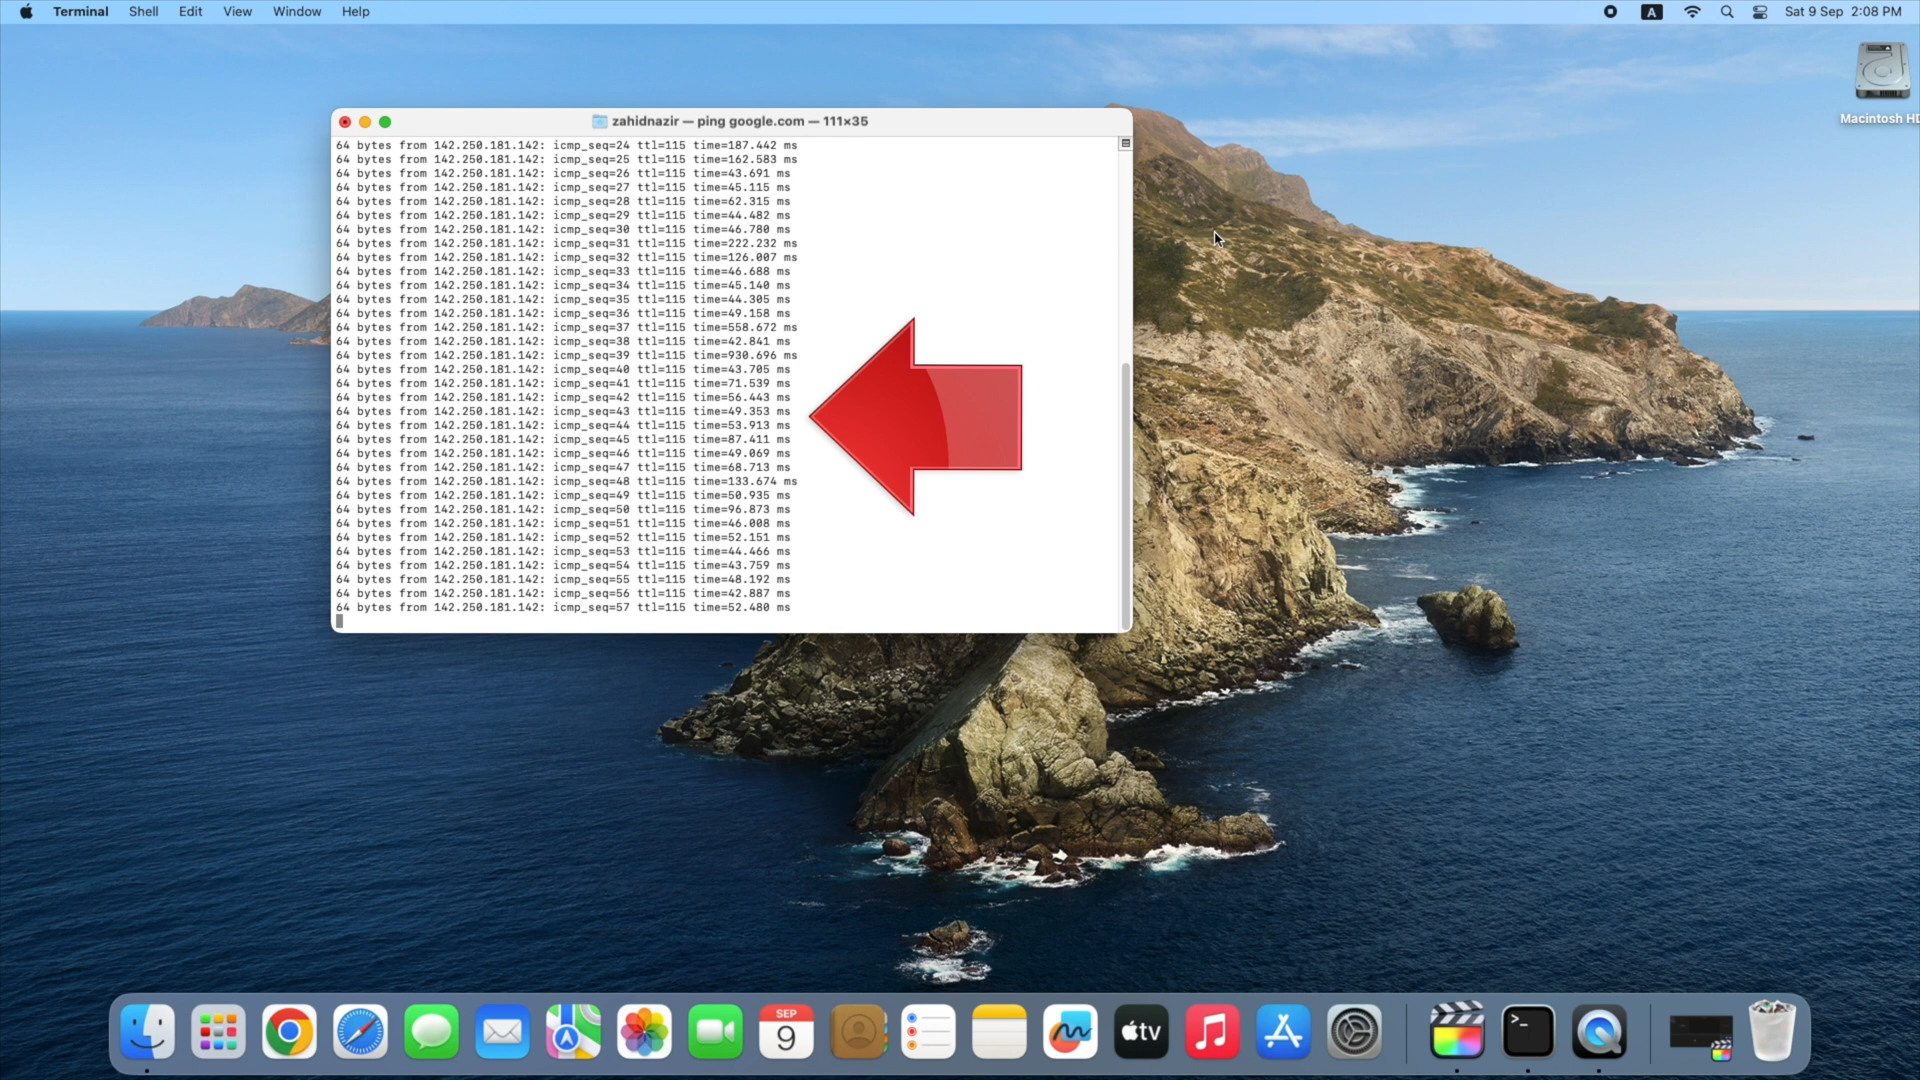 Terminal Shell Edit View Window Help
A Sat 9 Sep 2:08 PM
Macintosh HD
zahidnazir — ping google.com — 111×35
64 bytes from 142.250.181.142: icmp_seq=24 ttl=115 time=187.442 ms
64 bytes from 142.250.181.142: icmp_seq=25 ttl=115 time=162.583 ms
64 bytes from 142.250.181.142: icmp_seq=26 ttl=115 time=43.691 ms
64 bytes from 142.250.181.142: icmp_seq=27 ttl=115 time=45.115 ms
64 bytes from 142.250.181.142: icmp_seq=28 ttl=115 time=62.315 ms
64 bytes from 142.250.181.142: icmp_seq=29 ttl=115 time=44.482 ms
64 bytes from 142.250.181.142: icmp_seq=30 ttl=115 time=46.780 ms
64 bytes from 142.250.181.142: icmp_seq=31 ttl=115 time=222.232 ms
64 bytes from 142.250.181.142: icmp_seq=32 ttl=115 time=126.007 ms
64 bytes from 142.250.181.142: icmp_seq=33 ttl=115 time=46.688 ms
64 bytes from 142.250.181.142: icmp_seq=34 ttl=115 time=45.140 ms
64 bytes from 142.250.181.142: icmp_seq=35 ttl=115 time=44.305 ms
64 bytes from 142.250.181.142: icmp_seq=36 ttl=115 time=49.158 ms
64 bytes from 142.250.181.142: icmp_seq=37 ttl=115 time=558.672 ms
64 bytes from 142.250.181.142: icmp_seq=38 ttl=115 time=42.841 ms
64 bytes from 142.250.181.142: icmp_seq=39 ttl=115 time=930.696 ms
64 bytes from 142.250.181.142: icmp_seq=40 ttl=115 time=43.705 ms
64 bytes from 142.250.181.142: icmp_seq=41 ttl=115 time=71.539 ms
64 bytes from 142.250.181.142: icmp_seq=42 ttl=115 time=56.443 ms
64 bytes from 142.250.181.142: icmp_seq=43 ttl=115 time=49.353 ms
64 bytes from 142.250.181.142: icmp_seq=44 ttl=115 time=53.913 ms
64 bytes from 142.250.181.142: icmp_seq=45 ttl=115 time=87.411 ms
64 bytes from 142.250.181.142: icmp_seq=46 ttl=115 time=49.069 ms
64 bytes from 142.250.181.142: icmp_seq=47 ttl=115 time=68.713 ms
64 bytes from 142.250.181.142: icmp_seq=48 ttl=115 time=133.674 ms
64 bytes from 142.250.181.142: icmp_seq=49 ttl=115 time=50.935 ms
64 bytes from 142.250.181.142: icmp_seq=50 ttl=115 time=96.873 ms
64 bytes from 142.250.181.142: icmp_seq=51 ttl=115 time=46.008 ms
64 bytes from 142.250.181.142: icmp_seq=52 ttl=115 time=52.151 ms
64 bytes from 142.250.181.142: icmp_seq=53 ttl=115 time=44.466 ms
64 bytes from 142.250.181.142: icmp_seq=54 ttl=115 time=43.759 ms
64 bytes from 142.250.181.142: icmp_seq=55 ttl=115 time=48.192 ms
64 bytes from 142.250.181.142: icmp_seq=56 ttl=115 time=42.887 ms
64 bytes from 142.250.181.142: icmp_seq=57 ttl=115 time=52.480 ms
SEP
9
tv
>_